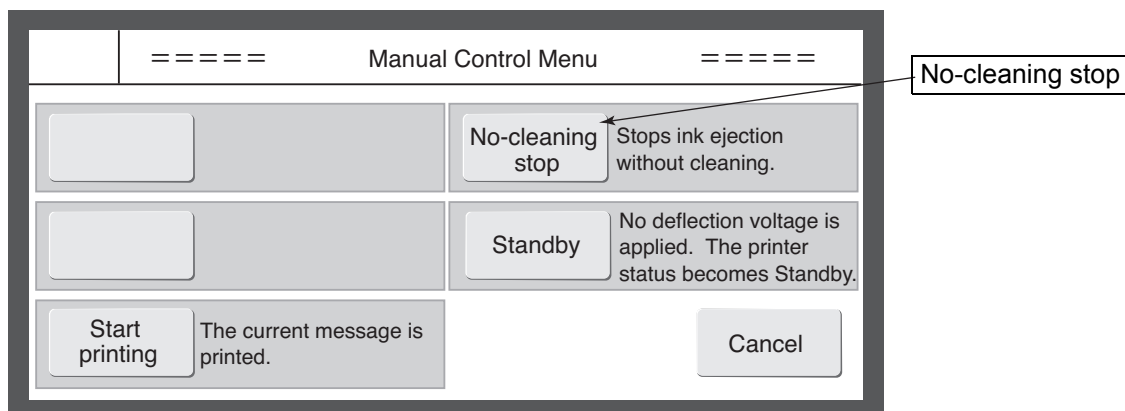 ===== Manual Control Menu =====
No-cleaning stop
No-cleaning
stop
Stops ink ejection
without cleaning.
Standby
No deflection voltage is
applied. The printer
status becomes Standby.
Start
printing
The current message is
printed.
Cancel